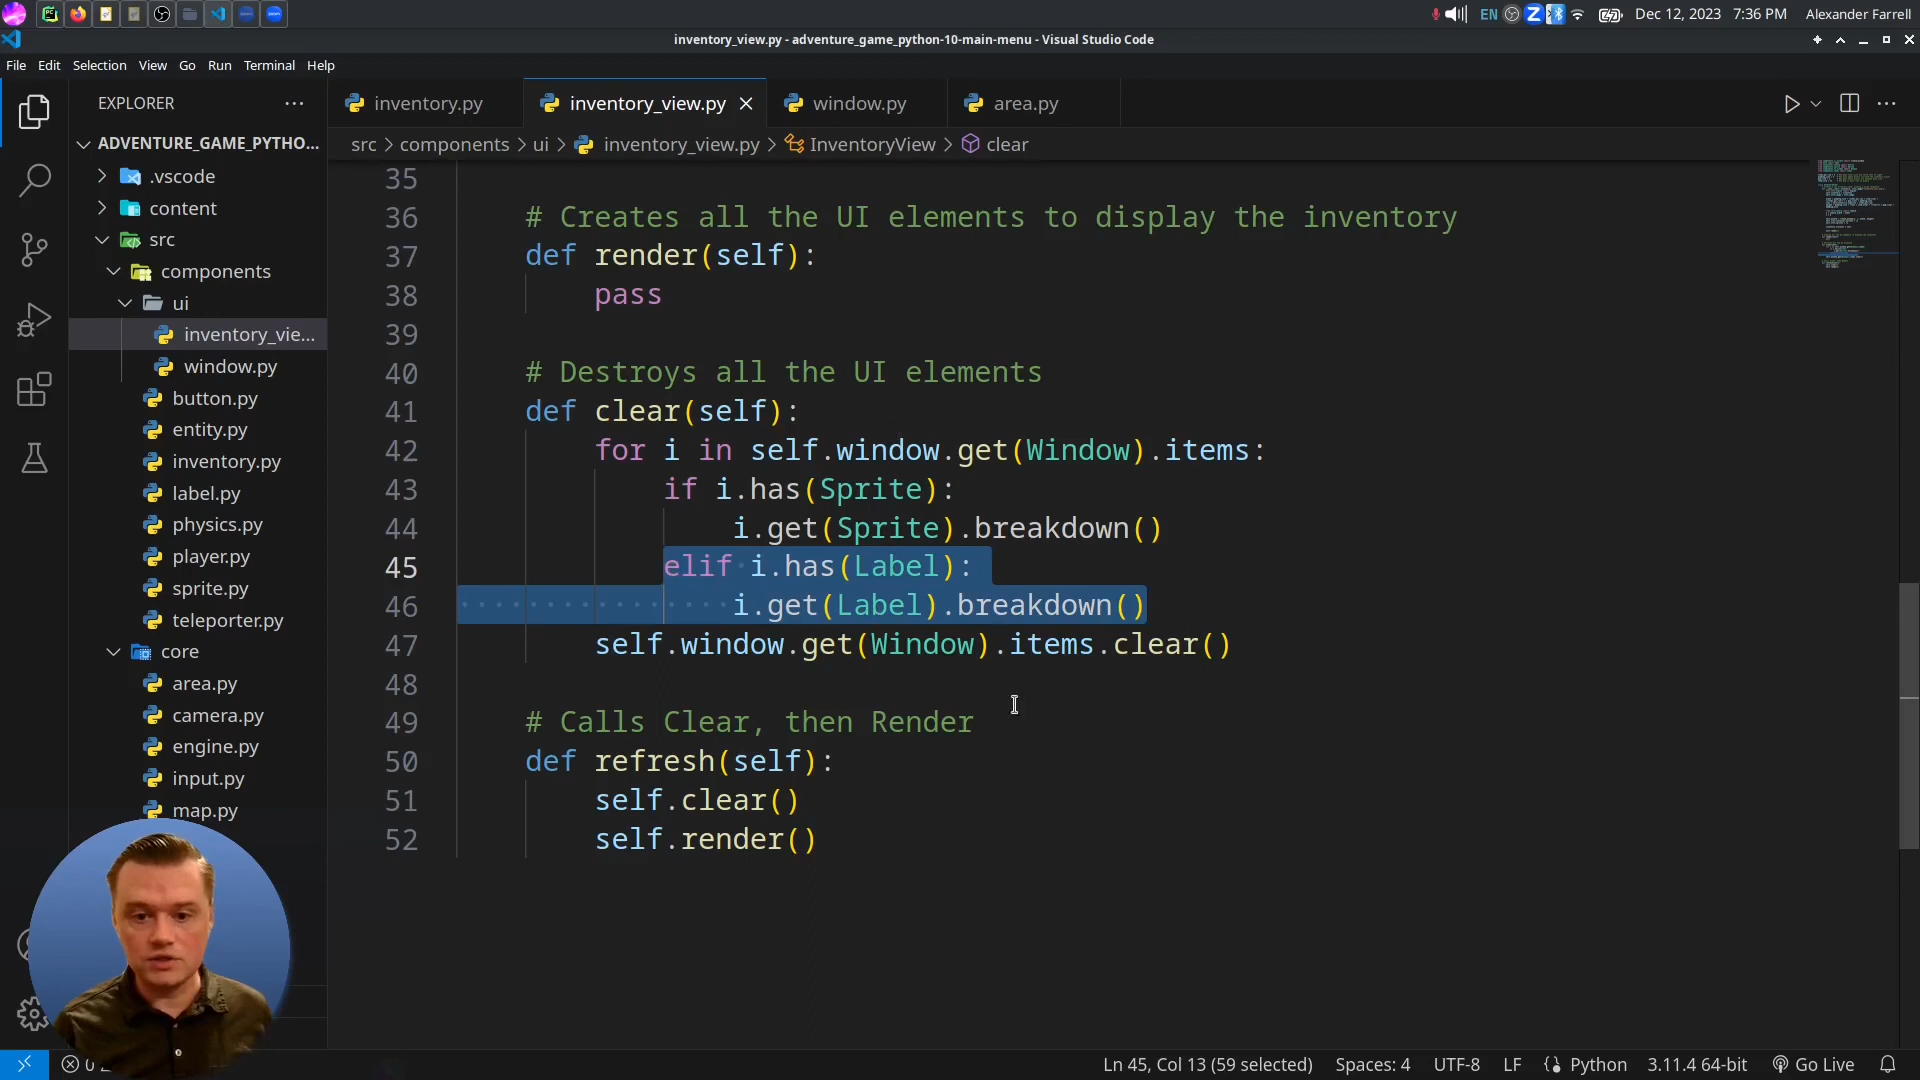 EN
Dec 12, 2023 7:36 PM Alexander Farrell
inventory_view.py - adventure_game_python-10-main-menu - Visual Studio Code
File Edit Selection View Go Run Terminal Help
EXPLORER
inventory.py inventory_view.py window.py area.py
ADVENTURE_GAME_PYTHO...
src > components > ui > inventory_view.py > InventoryView > clear
.vscode
content
src
components
ui
inventory_vie...
window.py
button.py
entity.py
inventory.py
label.py
physics.py
player.py
sprite.py
teleporter.py
core
area.py
camera.py
engine.py
input.py
map.py
35
36 # Creates all the UI elements to display the inventory
37 def render(self):
38 pass
39
40 # Destroys all the UI elements
41 def clear(self):
42 for i in self.window.get(Window).items:
43 if i.has(Sprite):
44 i.get(Sprite).breakdown()
45 elif i.has(Label):
46 i.get(Label).breakdown()
47 self.window.get(Window).items.clear()
48
49 # Calls Clear, then Render
50 def refresh(self):
51 self.clear()
52 self.render()
0
Ln 45, Col 13 (59 selected) Spaces: 4 UTF-8 LF Python 3.11.4 64-bit Go Live